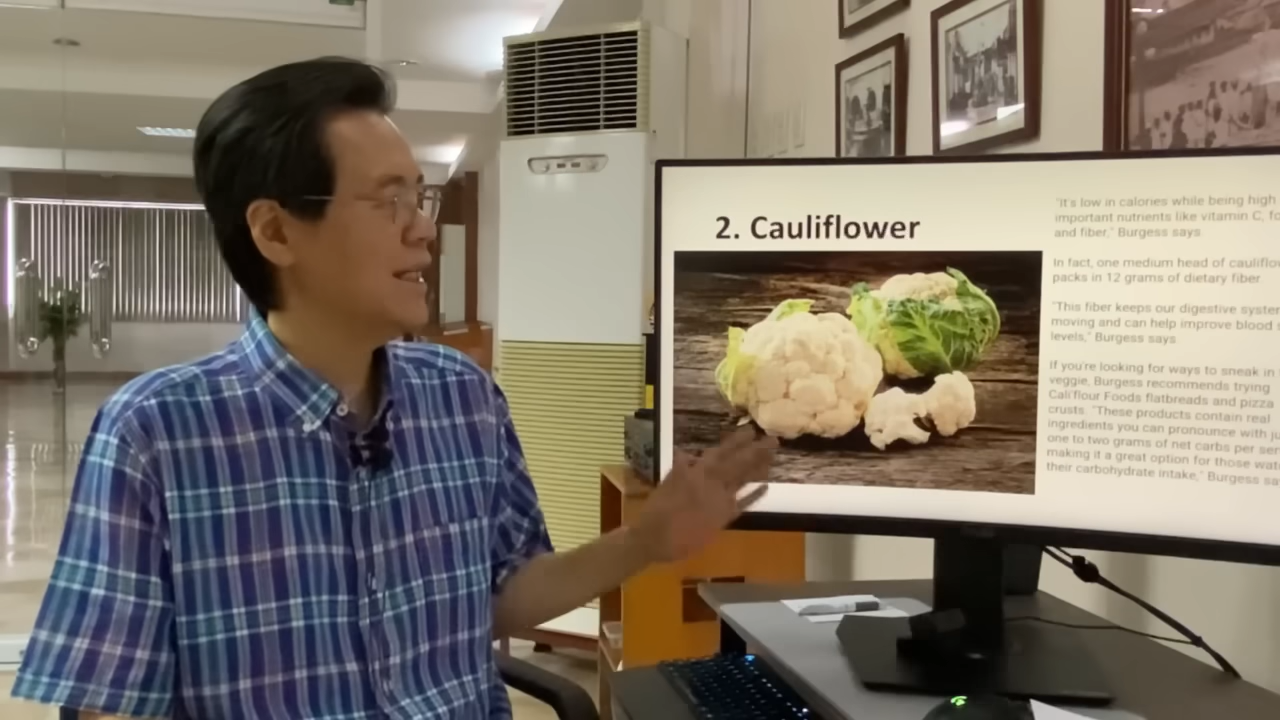 2. Cauliflower
"It's low in calories while being high
important nutrients like vitamin C, fo
and fiber," Burgess says
In fact, one medium head of cauliflow
packs in 12 grams of dietary fiber.
"This fiber keeps our digestive system
moving and can help improve blood s
levels," Burgess says
If you're looking for ways to sneak in
veggie, Burgess recommends trying
Cali'flour Foods flatbreads and pizza
crusts. "These products contain real
ingredients you can pronounce with ju
one to two grams of net carbs per ser
making it a great option for those wat
their carbohydrate intake," Burgess sa